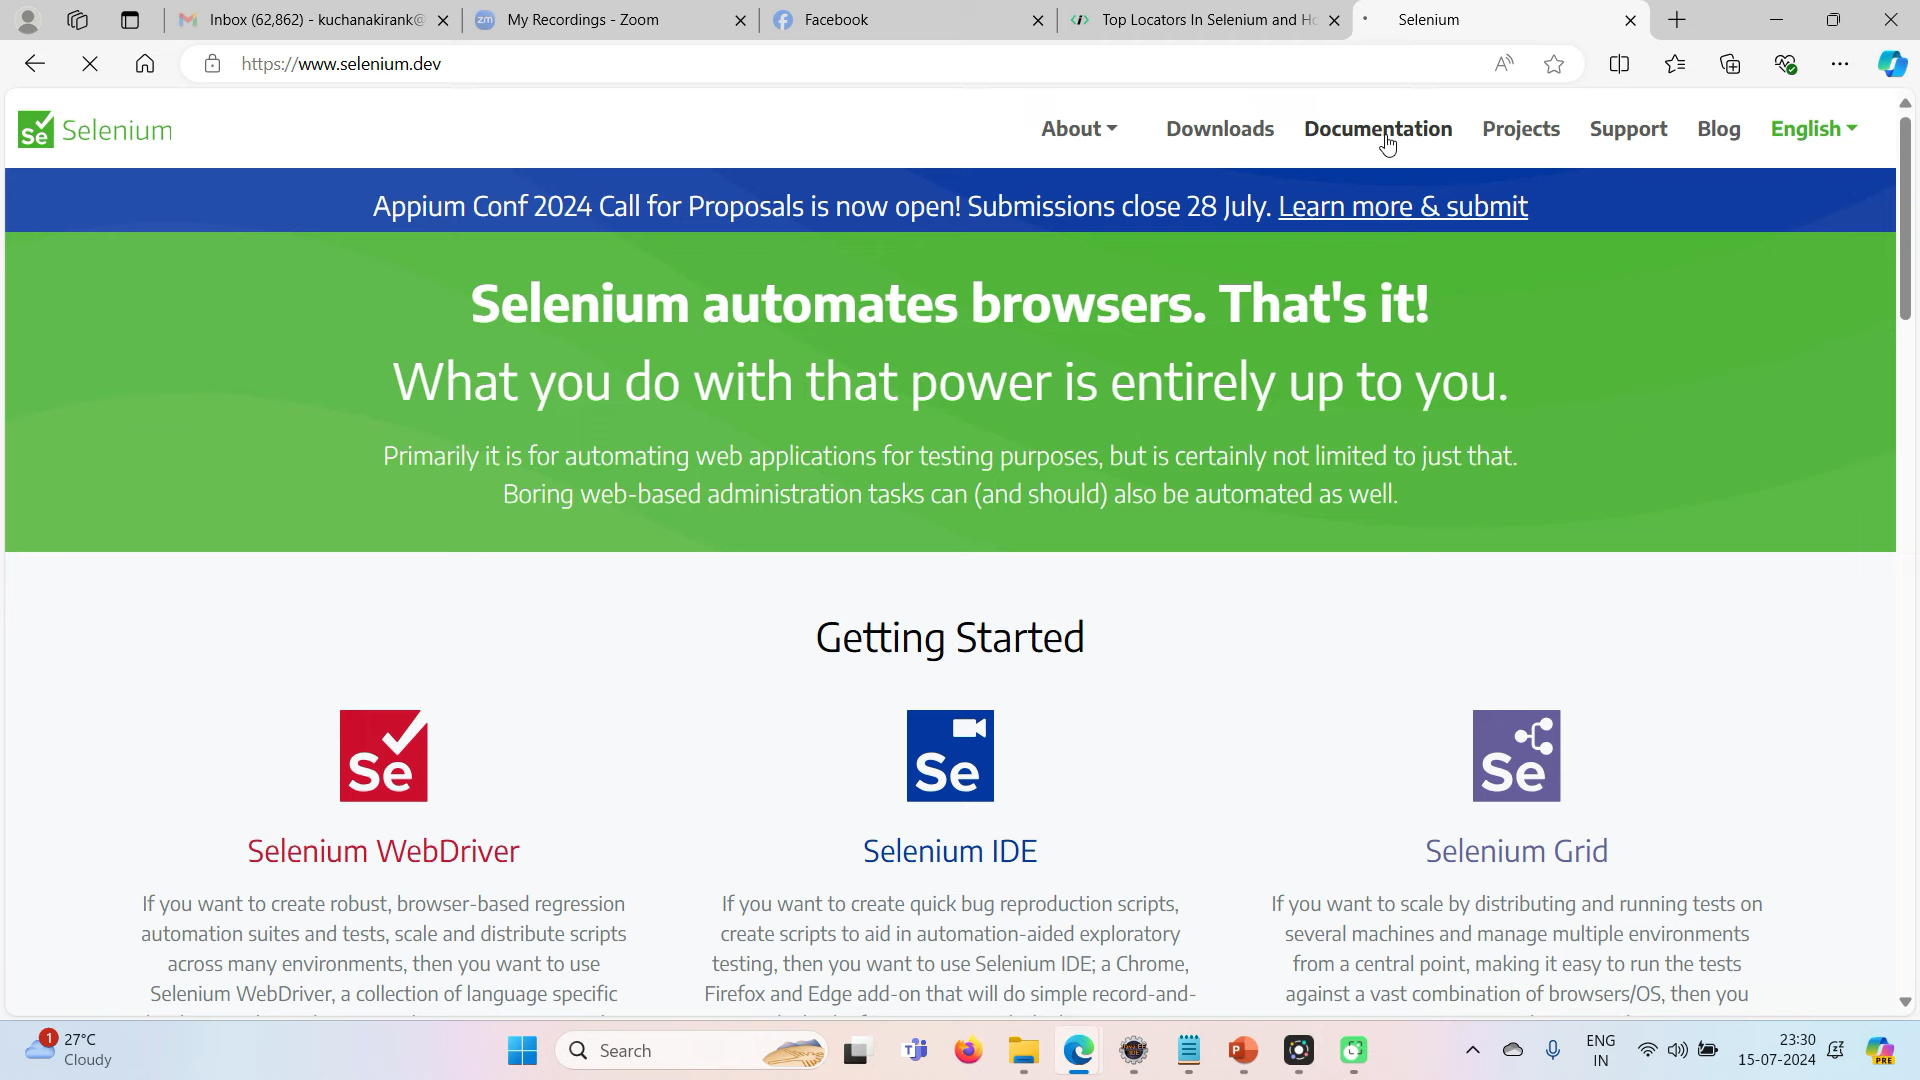 Inbox (62,862) - kuchanakirank@
zm
My Recordings - Zoom
Facebook
Top Locators In Selenium and Ho
Selenium
https://www.selenium.dev
Se Selenium
About
Downloads
Documentation
Projects
Support
Blog
English
Appium Conf 2024 Call for Proposals is now open! Submissions close 28 July. Learn more & submit
Selenium automates browsers. That's it!
What you do with that power is entirely up to you.
Primarily it is for automating web applications for testing purposes, but is certainly not limited to just that.
Boring web-based administration tasks can (and should) also be automated as well.
Getting Started
Se
Selenium WebDriver
If you want to create robust, browser-based regression
automation suites and tests, scale and distribute scripts
across many environments, then you want to use
Selenium WebDriver, a collection of language specific
Se
Selenium IDE
If you want to create quick bug reproduction scripts,
create scripts to aid in automation-aided exploratory
testing, then you want to use Selenium IDE; a Chrome,
Firefox and Edge add-on that will do simple record-and-
Se
Selenium Grid
If you want to scale by distributing and running tests on
several machines and manage multiple environments
from a central point, making it easy to run the tests
against a vast combination of browsers/OS, then you
1
27°C
Cloudy
Search
ENG
IN
23:30
15-07-2024
PRE